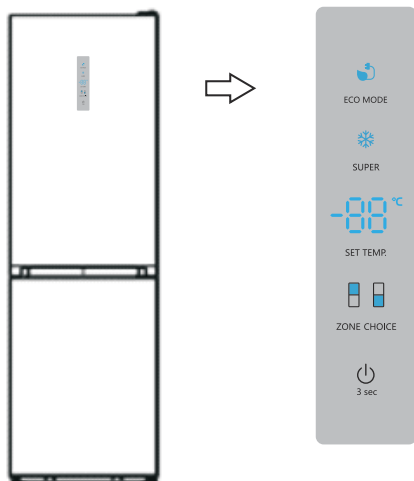 ECO MODE
SUPER
-88 °C
SET TEMP.
ZONE CHOICE
3 sec